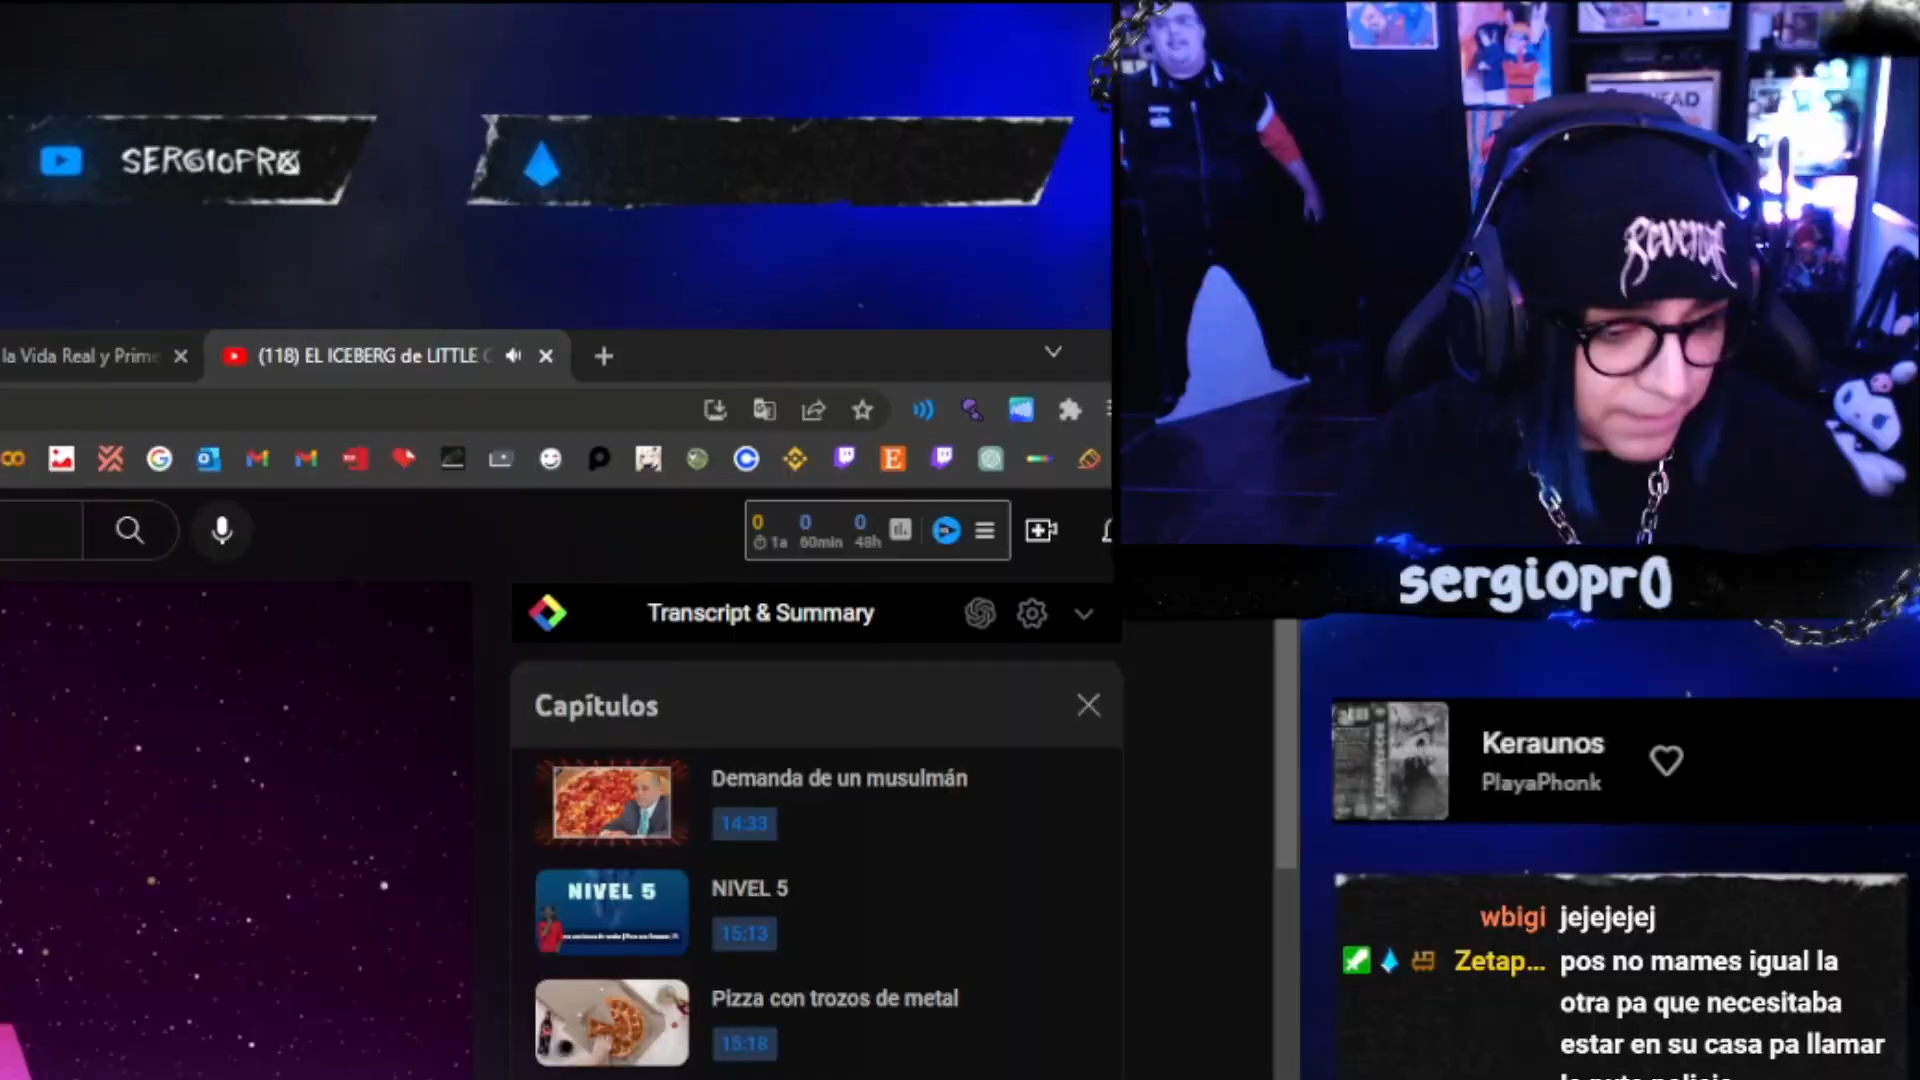 SERGIOPRO
la Vida Real y Prime
(118) EL ICEBERG de LITTLE C
0 0 0
1a 60min 48h
Transcript & Summary
Capítulos
Demanda de un musulmán
14:33
NIVEL 5
NIVEL 5
15:13
Pizza con trozos de metal
15:18
REVENGE
sergi0pr0
Keraunos
PlayaPhonk
wbigi jejejejej
Zetap... pos no mames igual la
otra pa que necesitaba
estar en su casa pa llamar